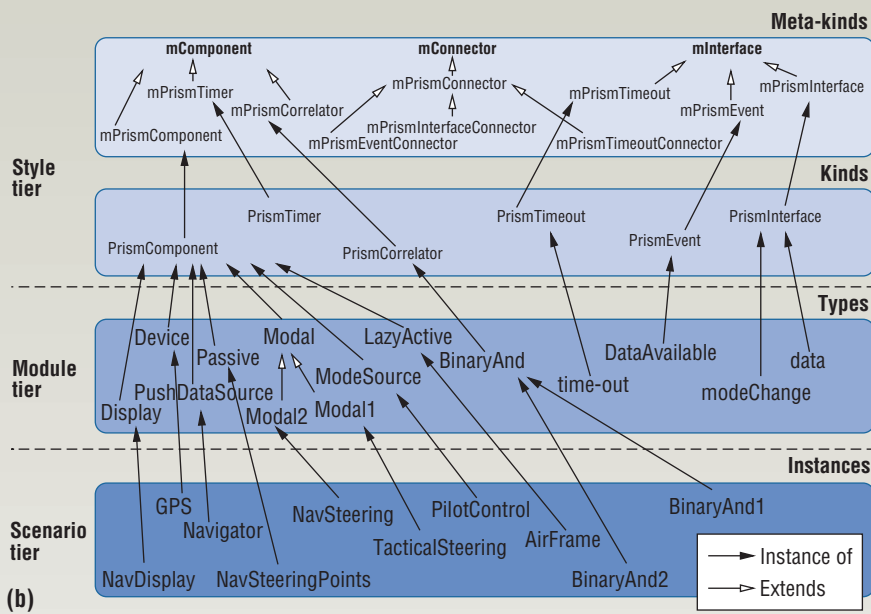 Meta-kinds
mComponent
mConnector
mInterface
mPrismTimer
mPrismCorrelator
mPrismComponent
mPrismConnector
mPrismInterfaceConnector
mPrismEventConnector
mPrismTimeoutConnector
mPrismTimeout
mPrismEvent
mPrismInterface
Style
tier
Kinds
PrismTimer
PrismComponent
PrismCorrelator
PrismTimeout
PrismEvent
PrismInterface
Types
Module
tier
Device
Passive
Modal
LazyActive
BinaryAnd
DataAvailable
data
ModeSource
time-out
modeChange
PushDataSource
Display
Modal2
Modal1
Instances
Scenario
tier
GPS
Navigator
NavSteering
PilotControl
BinaryAnd1
TacticalSteering
AirFrame
NavDisplay
NavSteeringPoints
BinaryAnd2
Instance of
Extends
(b)